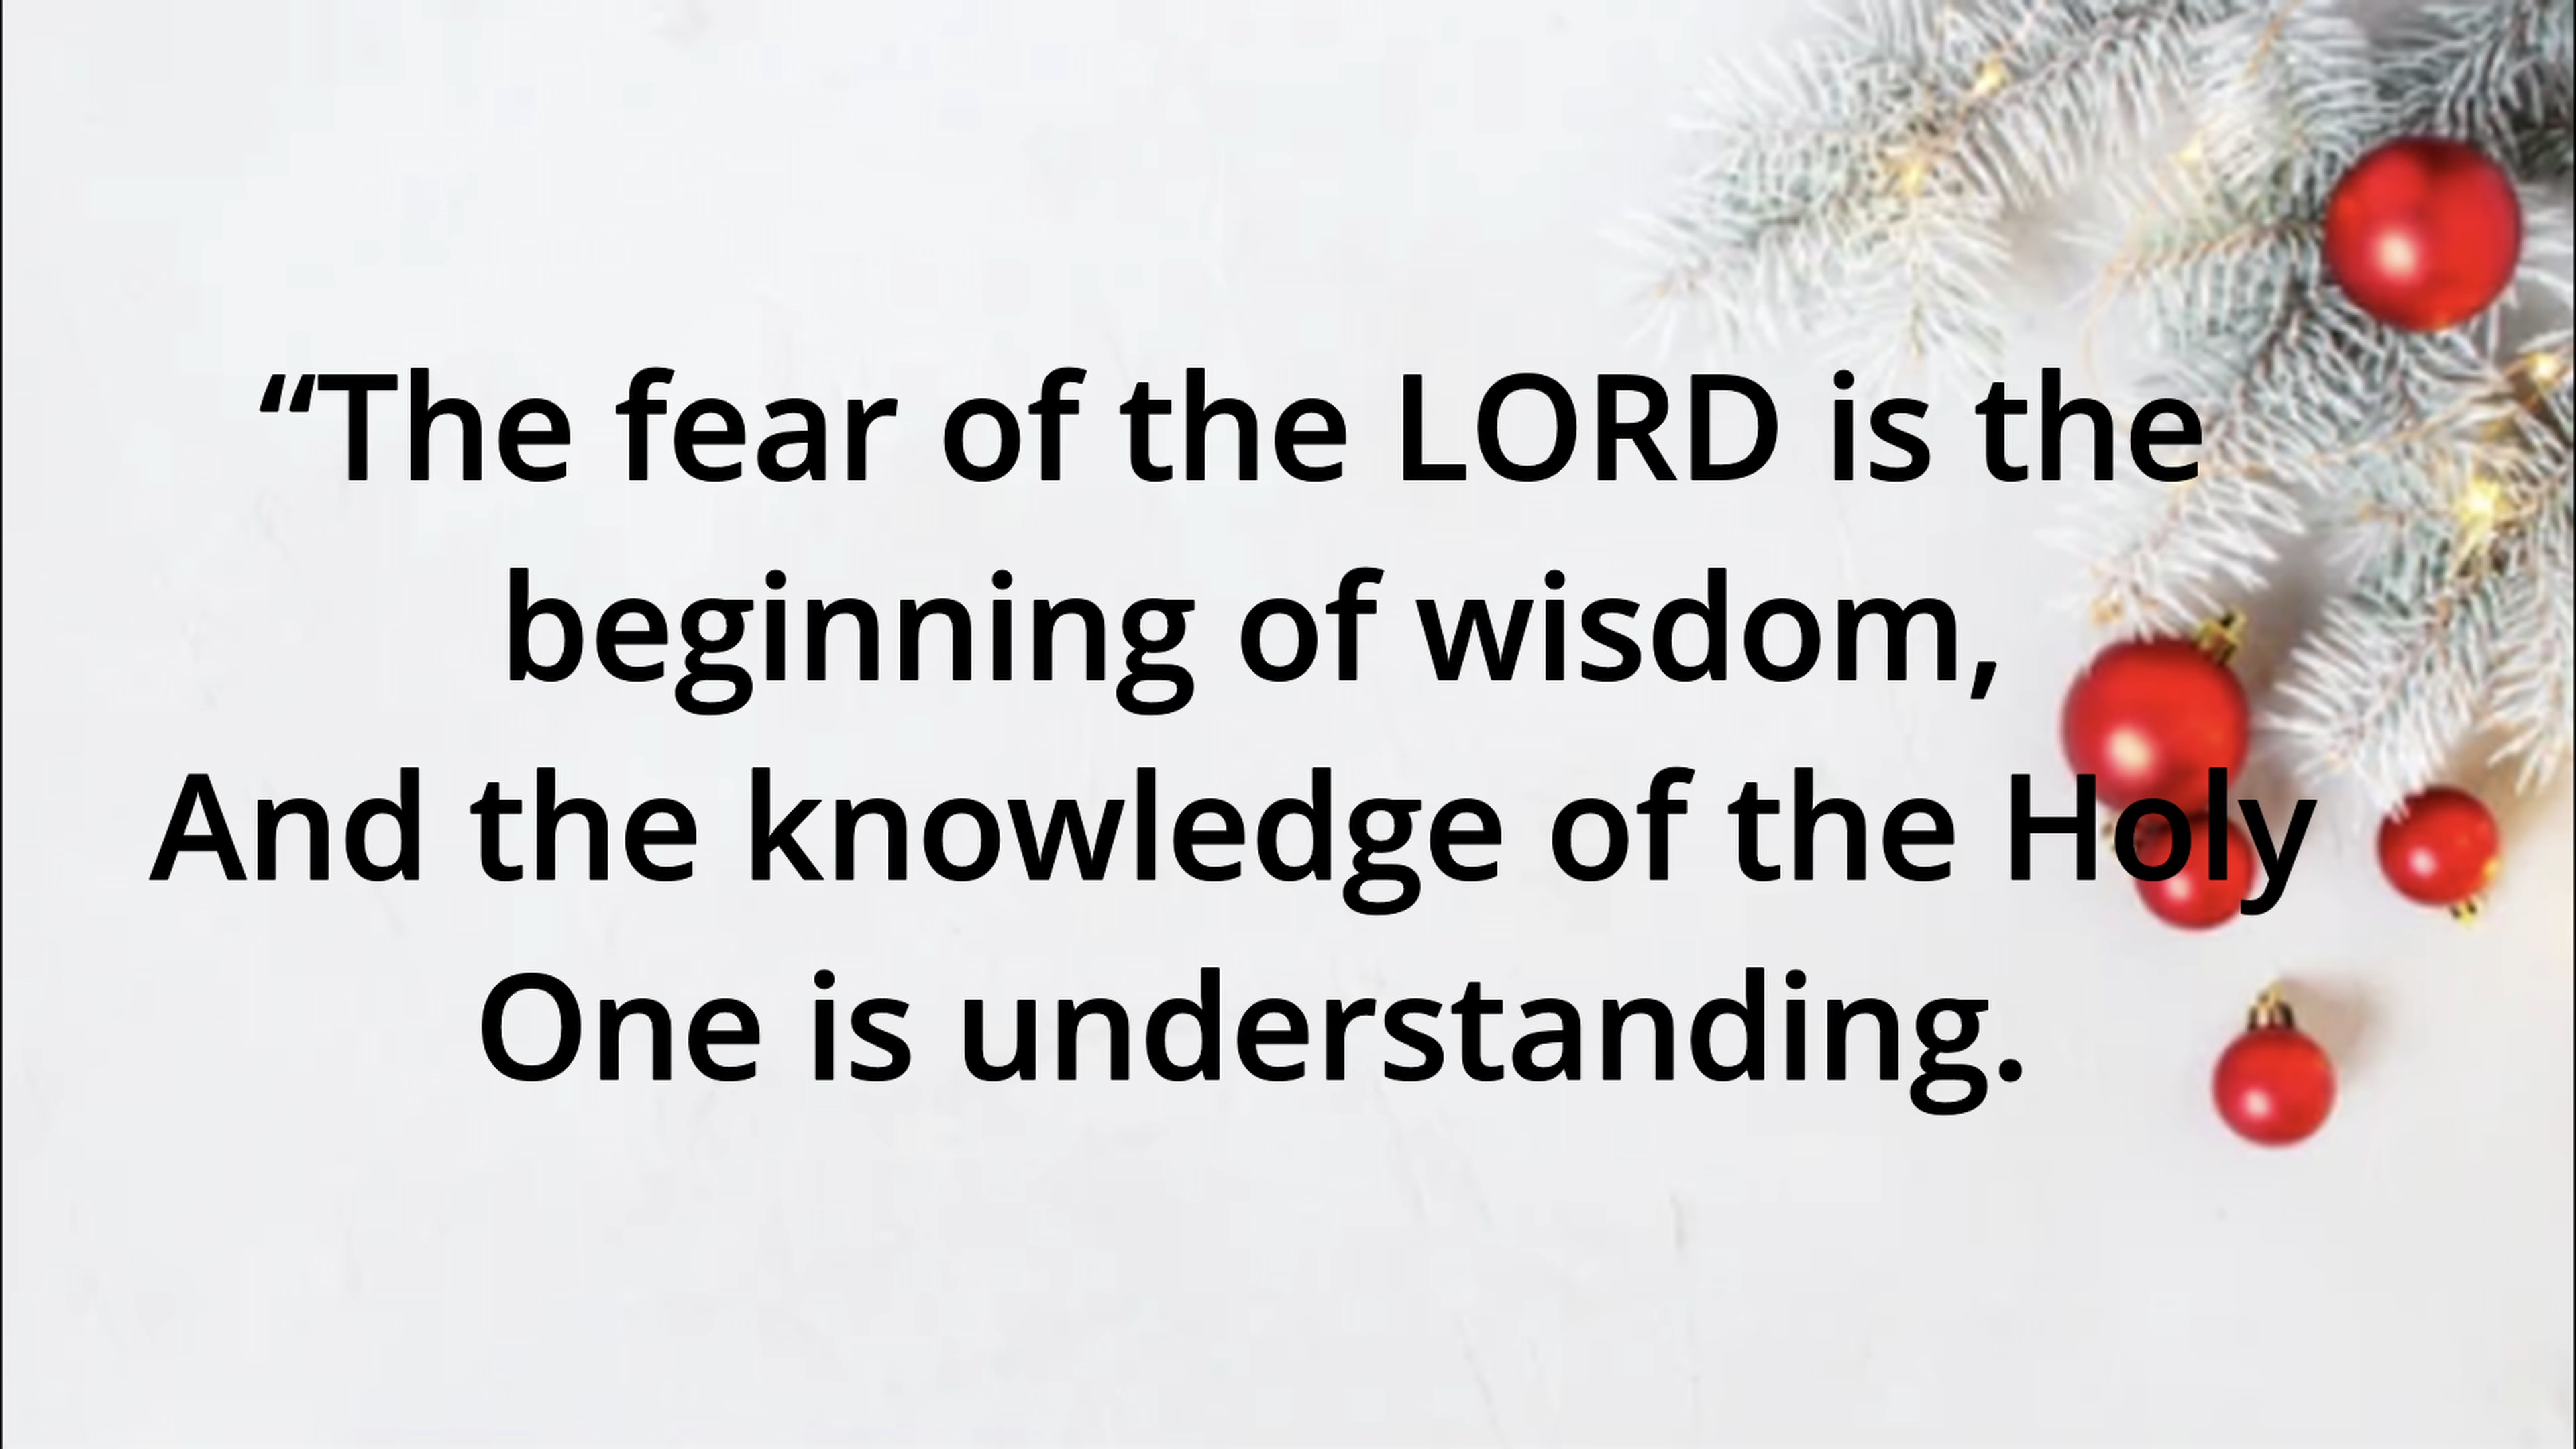 “The fear of the LORD is the
beginning of wisdom,
And the knowledge of the Holy
One is understanding.